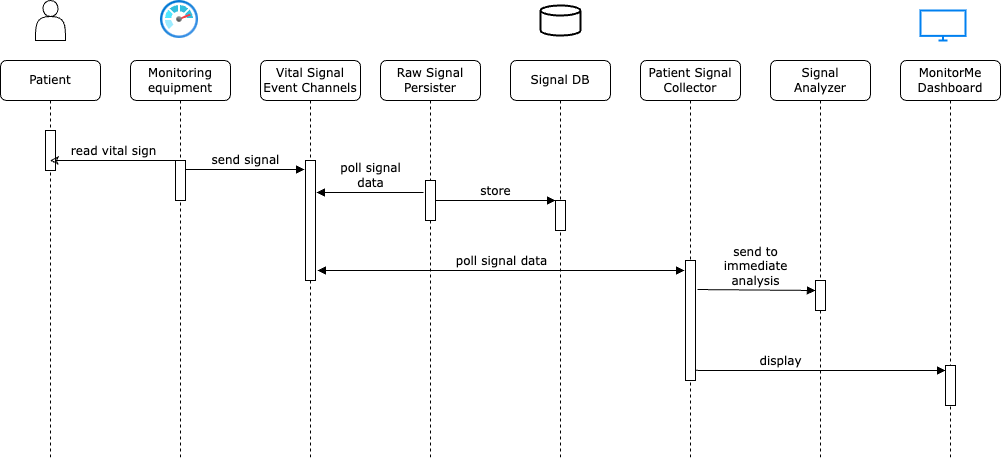 Patient
Monitoring
equipment
Vital Signal
Event Channels
Raw Signal
Persister
Signal DB
Patient Signal
Collector
Signal
Analyzer
MonitorMe
Dashboard
read vital sign
send signal
poll signal
data
store
poll signal data
send to
immediate
analysis
display